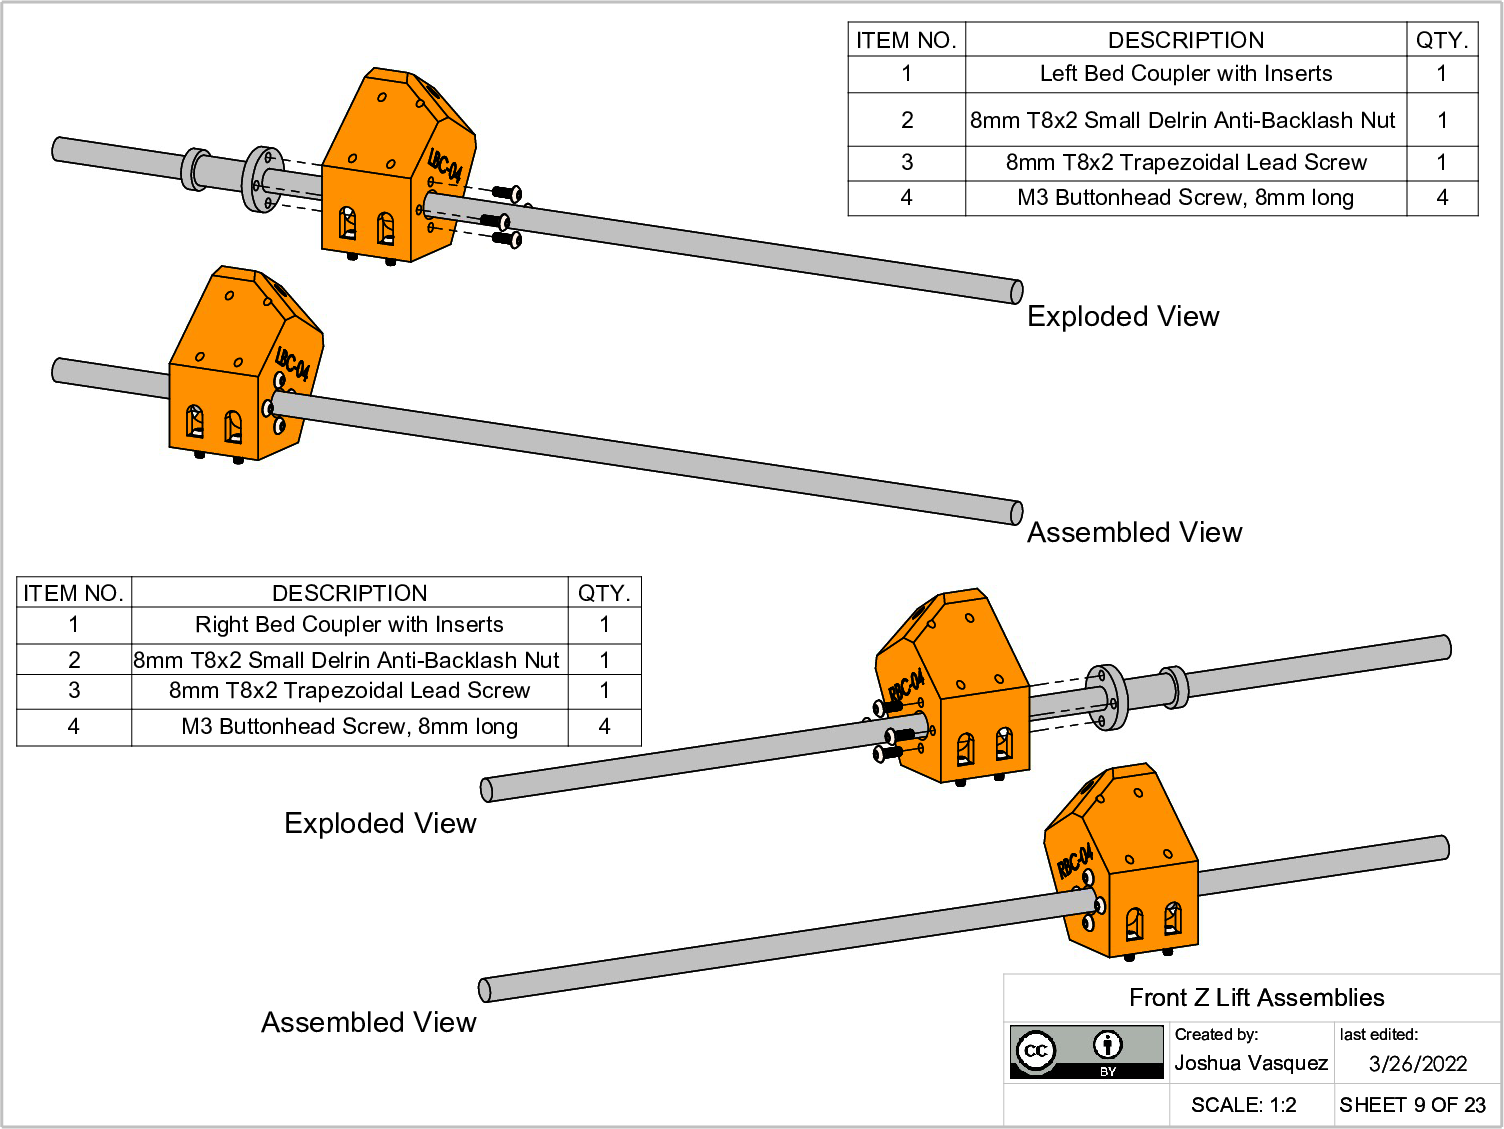 ITEM NO. DESCRIPTION QTY.
1 Left Bed Coupler with Inserts 1
2 8mm T8x2 Small Delrin Anti-Backlash Nut 1
3 8mm T8x2 Trapezoidal Lead Screw 1
4 M3 Buttonhead Screw, 8mm long 4
LBC-04
Exploded View
LBC-04
Assembled View
ITEM NO. DESCRIPTION QTY.
1 Right Bed Coupler with Inserts 1
2 8mm T8x2 Small Delrin Anti-Backlash Nut 1
3 8mm T8x2 Trapezoidal Lead Screw 1
4 M3 Buttonhead Screw, 8mm long 4
RBC-04
Exploded View
RBC-04
Assembled View
Front Z Lift Assemblies
cc BY
Created by:
Joshua Vasquez
last edited:
3/26/2022
SCALE: 1:2
SHEET 9 OF 23